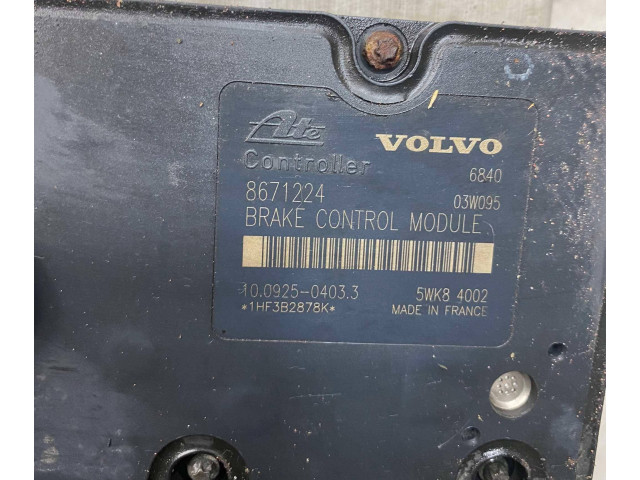 Ate VOLVO
Controller 6840
8671224 03W095
BRAKE CONTROL MODULE
10.0925-0403.3 5WK8 4002
*1HF3B2878K* MADE IN FRANCE